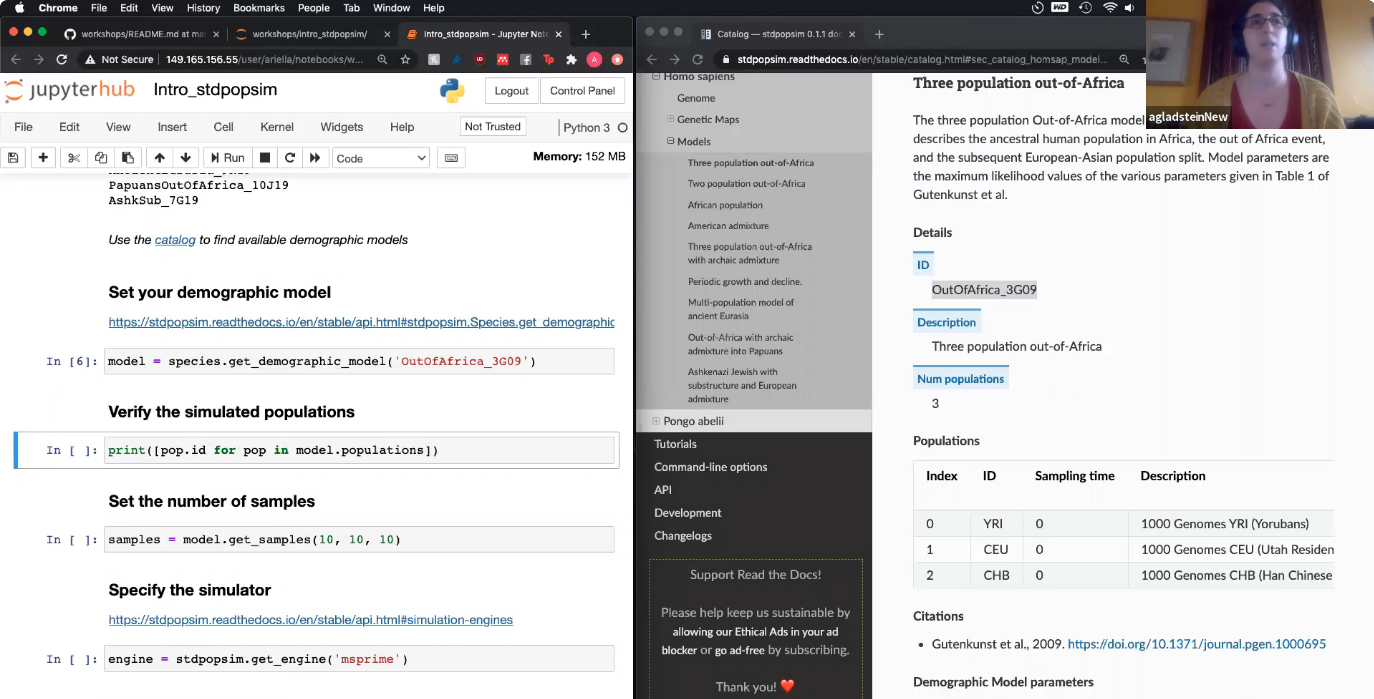 Chrome File Edit View History Bookmarks People Tab Window Help
workshops/README.md at ma
workshops/intro_stdpopsim/
Intro_stdpopsim - Jupyter Note
Not Secure 149.165.156.55/user/ariella/notebooks/w...
jupyterhub Intro_stdpopsim Logout Control Panel
File Edit View Insert Cell Kernel Widgets Help Not Trusted Python 3
Run Code Memory: 152 MB
PapuansOutOfAfrica_10J19
AshkSub_7G19
Use the catalog to find available demographic models
Set your demographic model
https://stdpopsim.readthedocs.io/en/stable/api.html#stdpopsim.Species.get_demographic
In [6]: model = species.get_demographic_model('OutOfAfrica_3G09')
Verify the simulated populations
In [ ]: print([pop.id for pop in model.populations])
Set the number of samples
In [ ]: samples = model.get_samples(10, 10, 10)
Specify the simulator
https://stdpopsim.readthedocs.io/en/stable/api.html#simulation-engines
In [ ]: engine = stdpopsim.get_engine('msprime')
Catalog — stdpopsim 0.1.1 doc
stdpopsim.readthedocs.io/en/stable/catalog.html#sec_catalog_homsap_model...
Homo sapiens
Genome
Genetic Maps
Models
Three population out-of-Africa
Two population out-of-Africa
African population
American admixture
Three population out-of-Africa
with archaic admixture
Periodic growth and decline.
Multi-population model of
ancient Eurasia
Out-of-Africa with archaic
admixture into Papuans
Ashkenazi Jewish with
substructure and European
admixture
Pongo abelii
Tutorials
Command-line options
API
Development
Changelogs
Support Read the Docs!
Please help keep us sustainable by
allowing our Ethical Ads in your ad
blocker or go ad-free by subscribing.
Thank you! ❤️
Three population out-of-Africa
The three population Out-of-Africa model
describes the ancestral human population in Africa, the out of Africa event,
and the subsequent European-Asian population split. Model parameters are
the maximum likelihood values of the various parameters given in Table 1 of
Gutenkunst et al.
Details
ID
OutOfAfrica_3G09
Description
Three population out-of-Africa
Num populations
3
Populations
Index ID Sampling time Description
0 YRI 0 1000 Genomes YRI (Yorubans)
1 CEU 0 1000 Genomes CEU (Utah Residen
2 CHB 0 1000 Genomes CHB (Han Chinese
Citations
• Gutenkunst et al., 2009. https://doi.org/10.1371/journal.pgen.1000695
Demographic Model parameters
agladsteinNew